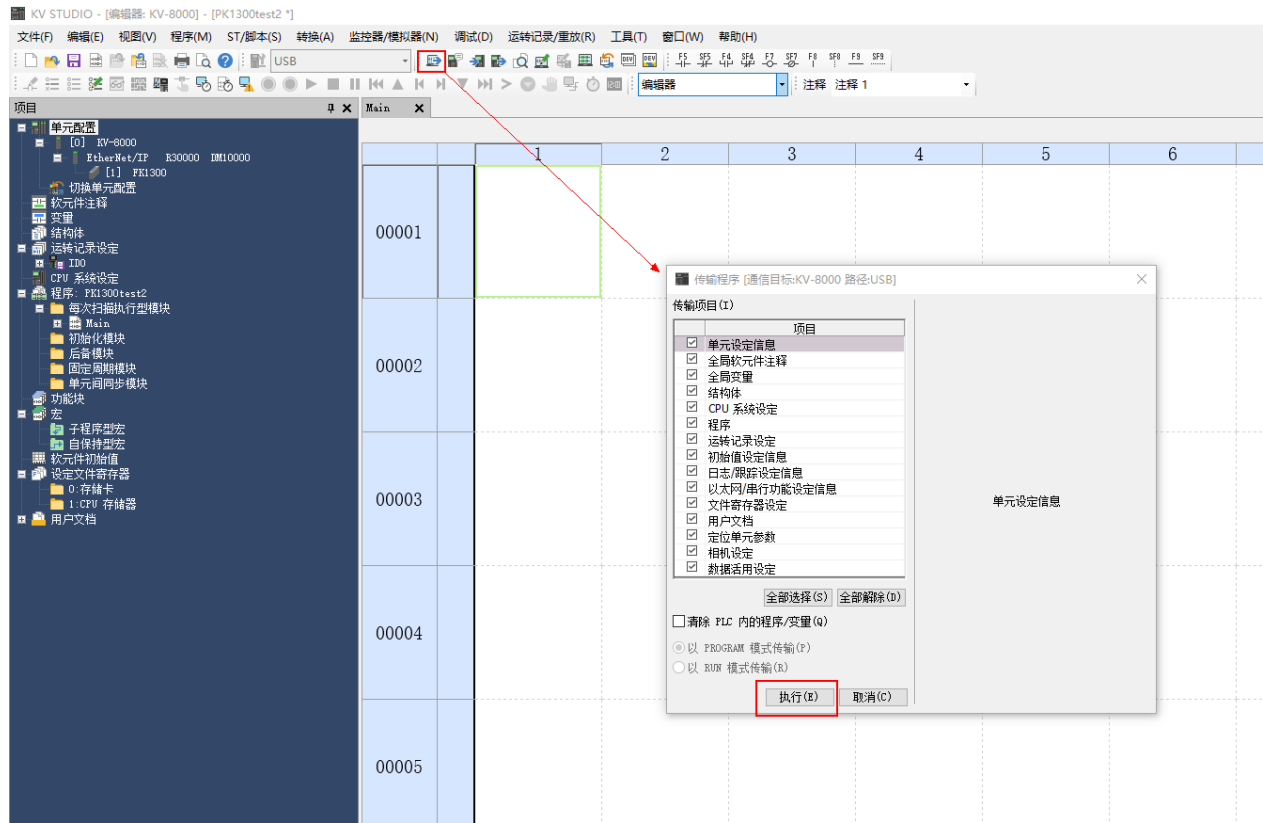 KV STUDIO - [编辑器: KV-8000] - [PK1300test2 *]
文件(F) 编辑(E) 视图(V) 程序(M) ST/脚本(S) 转换(A) 监控器/模拟器(N) 调试(D) 运转记录/重放(R) 工具(T) 窗口(W) 帮助(H)
USB F5 SF5 F4 SF4 F7 SF7 F8 SF8 F9 SF9
编辑器 注释 注释 1
项目
Main
单元配置
[0] KV-8000
EtherNet/IP R30000 DM10000
[1] PK1300
切换单元配置
软元件注释
变量
结构体
运转记录设定
ID0
CPU 系统设定
程序: PK1300test2
每次扫描执行型模块
Main
初始化模块
后备模块
固定周期模块
单元间同步模块
功能块
宏
子程序型宏
自保持型宏
软元件初始值
设定文件寄存器
0:存储卡
1:CPU 存储器
用户文档
1 2 3 4 5 6
00001
00002
00003
00004
00005
传输程序 [通信目标:KV-8000 路径:USB]
传输项目(I)
项目
单元设定信息
全局软元件注释
全局变量
结构体
CPU 系统设定
程序
运转记录设定
初始值设定信息
日志/跟踪设定信息
以太网/串行功能设定信息
文件寄存器设定
用户文档
定位单元参数
相机设定
数据活用设定
全部选择(S) 全部解除(D)
清除 PLC 内的程序/变量(Q)
以 PROGRAM 模式传输(P)
以 RUN 模式传输(R)
执行(E) 取消(C)
单元设定信息